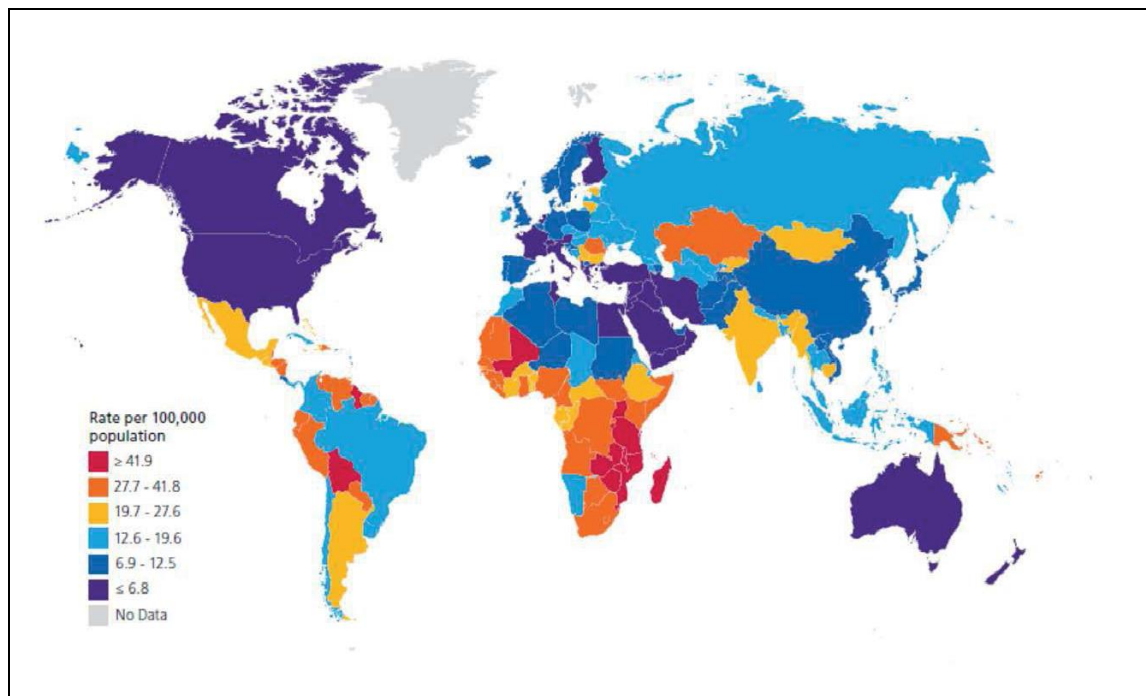 Rate per 100,000
population
≥ 41.9
27.7 - 41.8
19.7 - 27.6
12.6 - 19.6
6.9 - 12.5
≤ 6.8
No Data